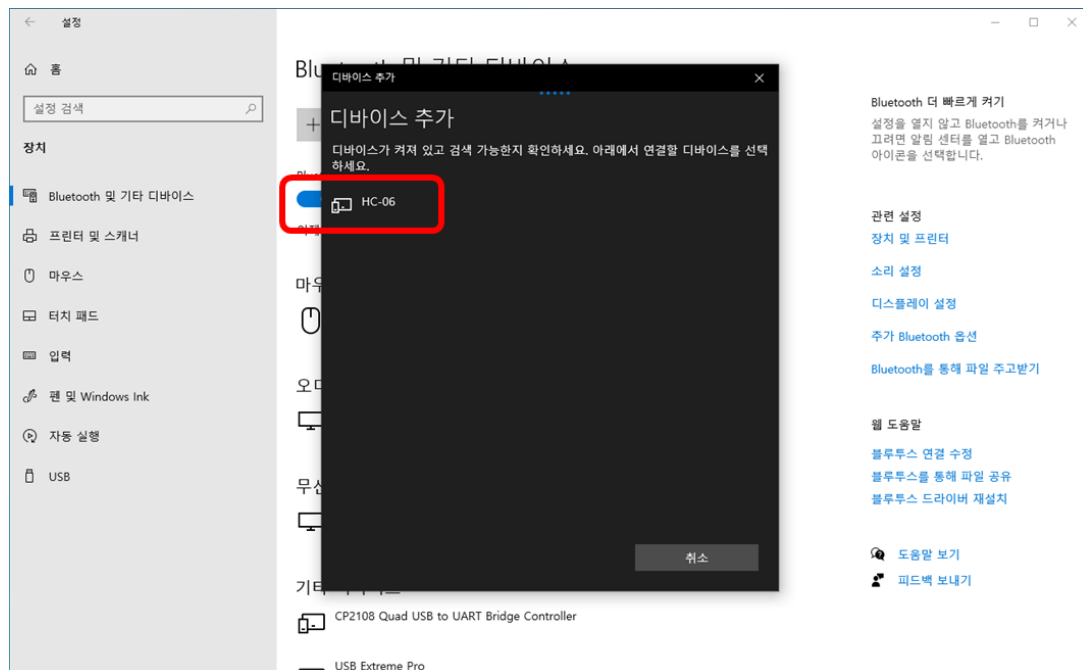 설정
홈
설정 검색
장치
Bluetooth 및 기타 디바이스
프린터 및 스캐너
마우스
터치 패드
입력
펜 및 Windows Ink
자동 실행
USB
디바이스 추가
디바이스 추가
디바이스가 켜져 있고 검색 가능한지 확인하세요. 아래에서 연결할 디바이스를 선택
하세요.
HC-06
취소
마우
무선
기타
CP2108 Quad USB to UART Bridge Controller
USB Extreme Pro
Bluetooth 더 빠르게 켜기
설정을 열지 않고 Bluetooth를 켜거나
끄려면 알림 센터를 열고 Bluetooth
아이콘을 선택합니다.
관련 설정
장치 및 프린터
소리 설정
디스플레이 설정
추가 Bluetooth 옵션
Bluetooth를 통해 파일 주고받기
웹 도움말
블루투스 연결 수정
블루투스를 통해 파일 공유
블루투스 드라이버 재설치
도움말 보기
피드백 보내기